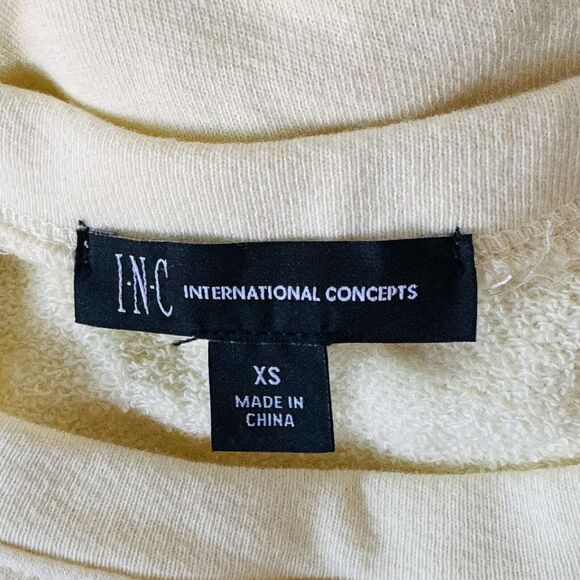 I·N·C INTERNATIONAL CONCEPTS
XS
MADE IN
CHINA